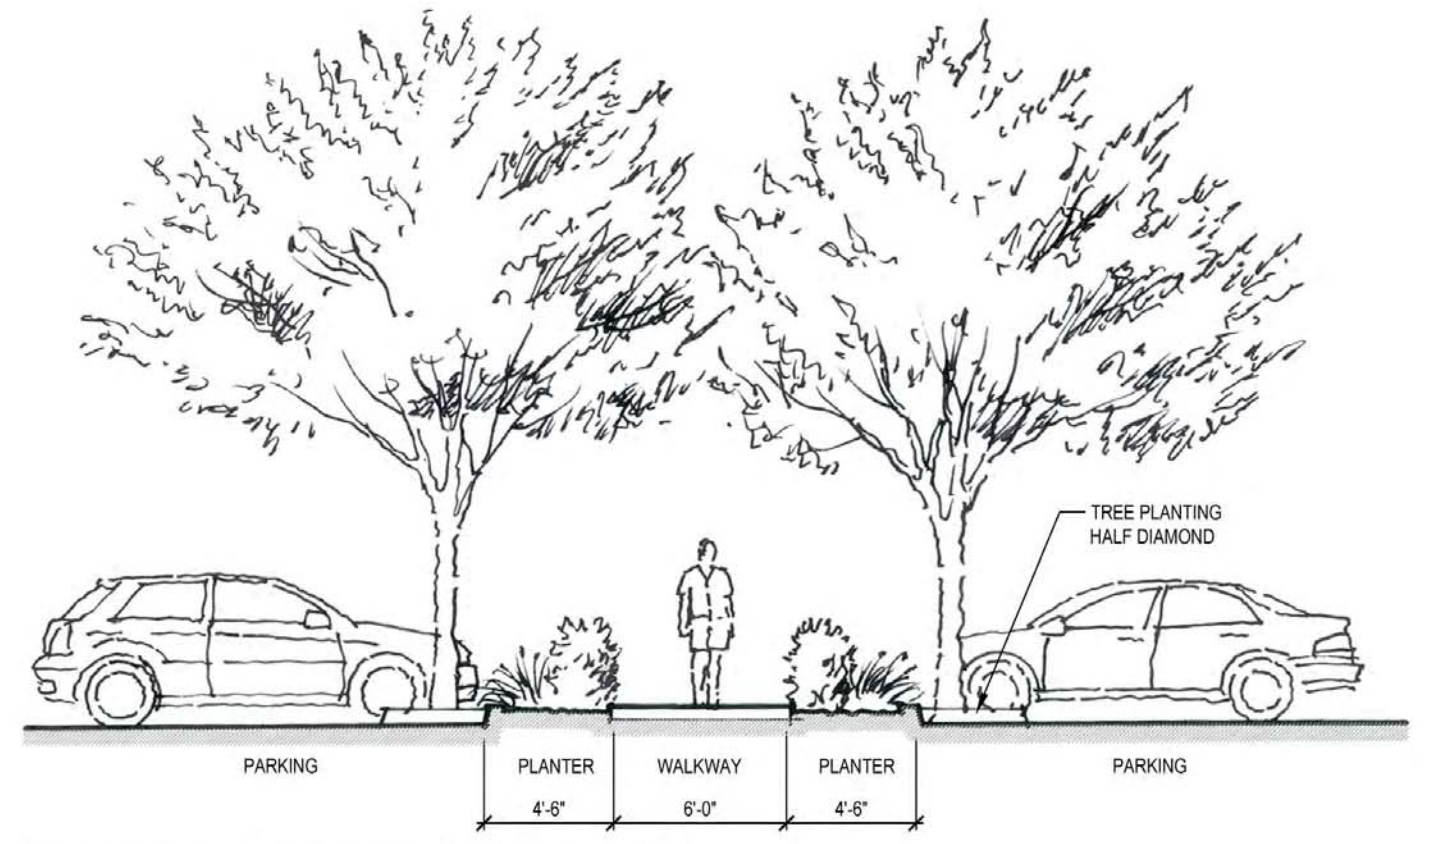 TREE PLANTING
HALF DIAMOND
PARKING
PLANTER
WALKWAY
PLANTER
PARKING
4'-6"
6'-0"
4'-6"